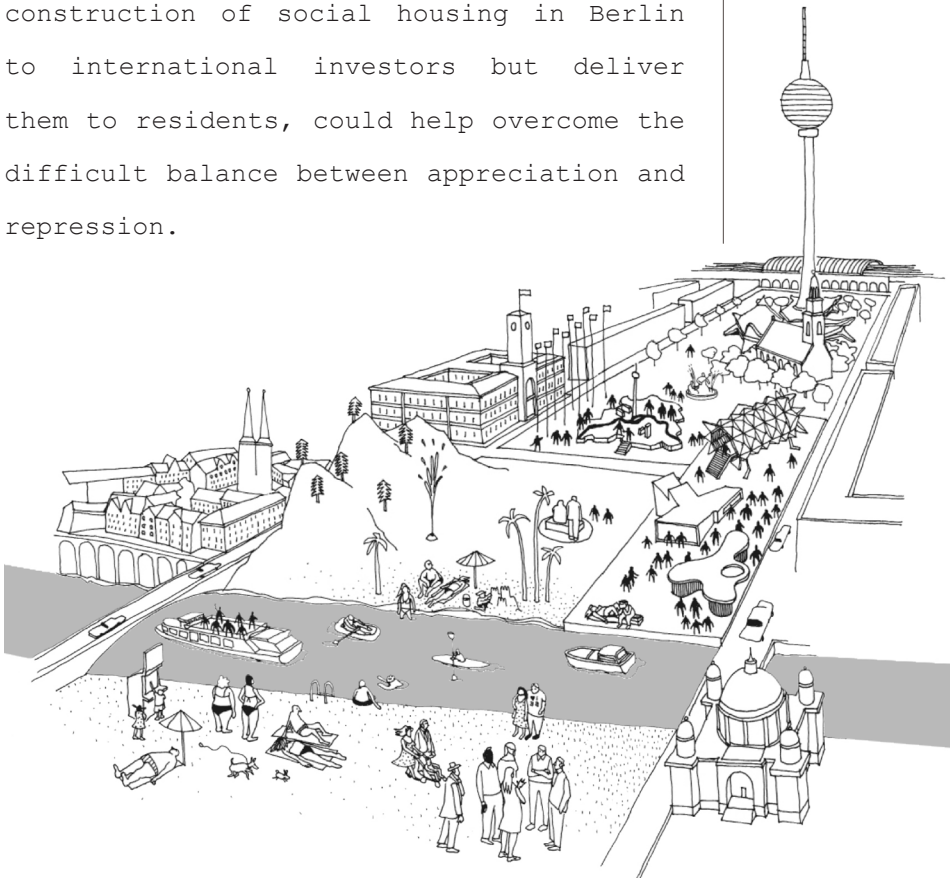 construction of social housing in Berlin
to international investors but deliver
them to residents, could help overcome the
difficult balance between appreciation and
repression.